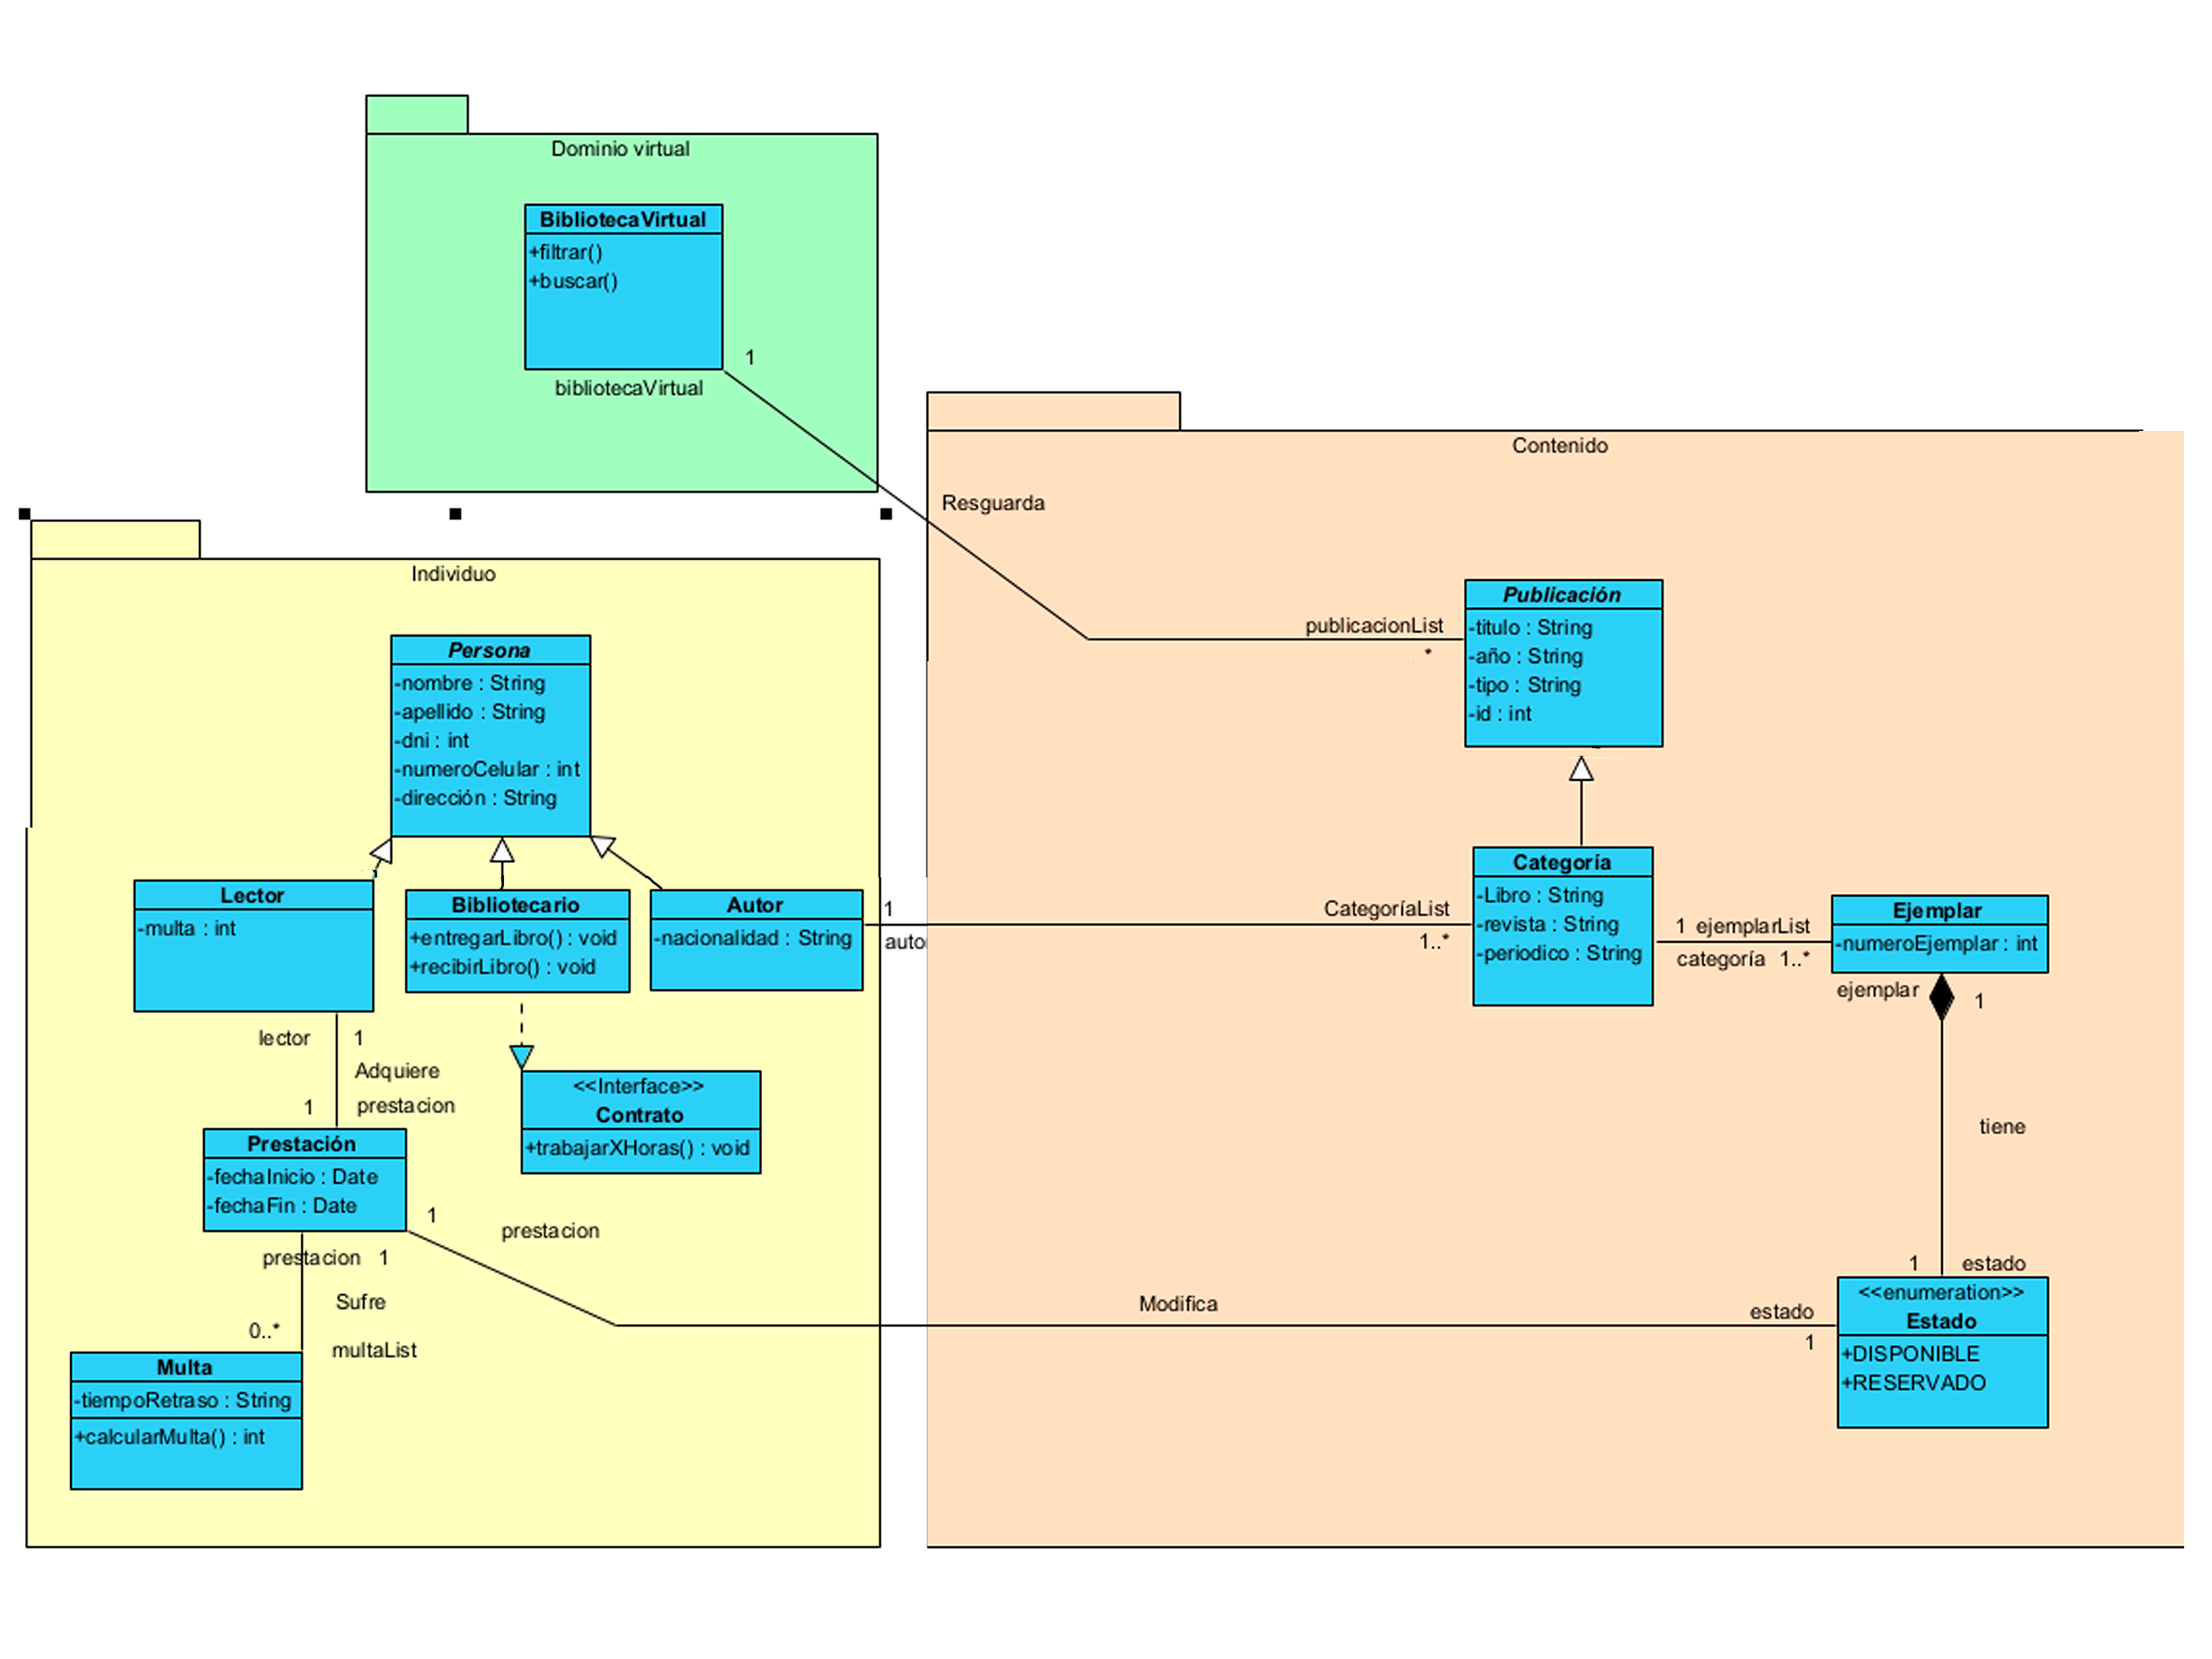 Dominio virtual
BibliotecaVirtual
+filtrar()
+buscar()
1
bibliotecaVirtual
Contenido
Resguarda
publicacionList
*
Publicación
-titulo : String
-año : String
-tipo : String
-id : int
Individuo
Persona
-nombre : String
-apellido : String
-dni : int
-numeroCelular : int
-dirección : String
Lector
-multa : int
Bibliotecario
+entregarLibro() : void
+recibirLibro() : void
Autor
-nacionalidad : String
1
auto
CategoríaList
1..*
Categoría
-Libro : String
-revista : String
-periodico : String
1 ejemplarList
categoría 1..*
Ejemplar
-numeroEjemplar : int
ejemplar
1
lector
1
Adquiere
1
prestacion
<<Interface>>
Contrato
+trabajarXHoras() : void
tiene
Prestación
-fechaInicio : Date
-fechaFin : Date
1
prestacion
prestacion 1
Sufre
0..*
multaList
Modifica
estado
1
1
estado
<<enumeration>>
Estado
+DISPONIBLE
+RESERVADO
Multa
-tiempoRetraso : String
+calcularMulta() : int